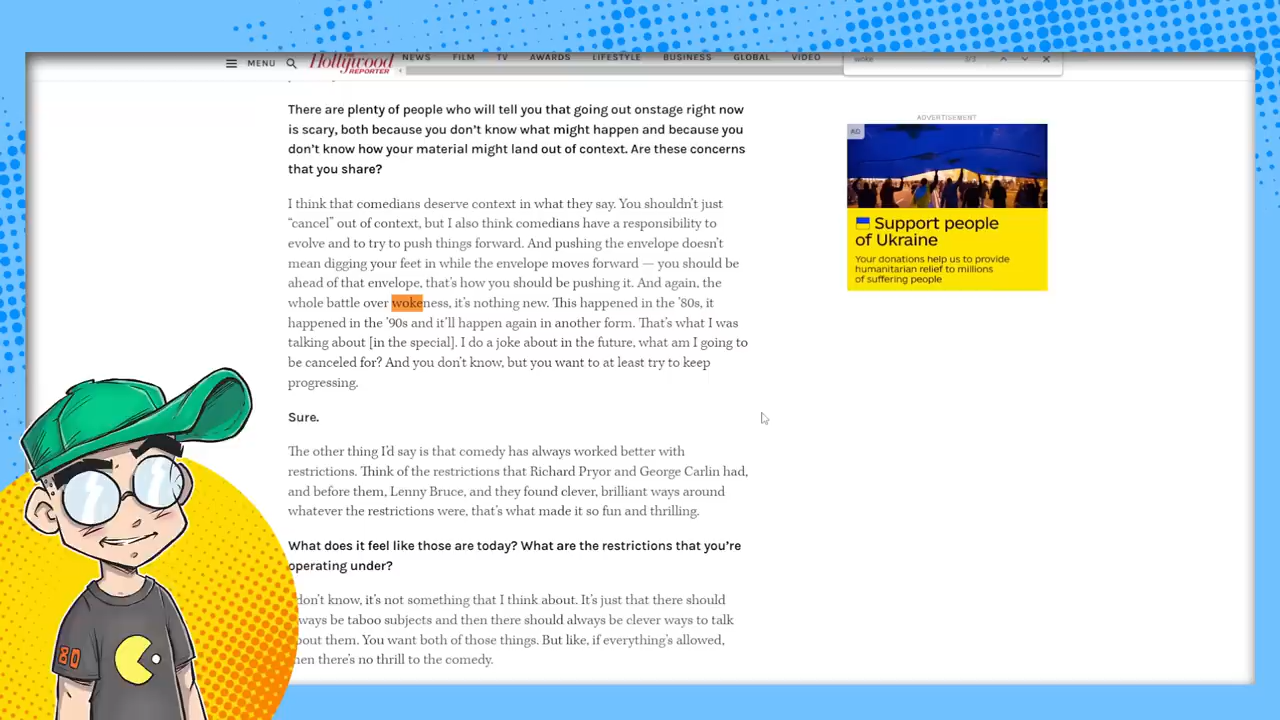 MENU
Hollywood
REPORTER
NEWS FILM TV AWARDS LIFESTYLE BUSINESS GLOBAL VIDEO
woke
There are plenty of people who will tell you that going out onstage right now
is scary, both because you don’t know what might happen and because you
don’t know how your material might land out of context. Are these concerns
that you share?
I think that comedians deserve context in what they say. You shouldn’t just
“cancel” out of context, but I also think comedians have a responsibility to
evolve and to try to push things forward. And pushing the envelope doesn’t
mean digging your feet in while the envelope moves forward — you should be
ahead of that envelope, that’s how you should be pushing it. And again, the
whole battle over wokeness, it’s nothing new. This happened in the ’80s, it
happened in the ’90s and it’ll happen again in another form. That’s what I was
talking about [in the special]. I do a joke about in the future, what am I going to
be canceled for? And you don’t know, but you want to at least try to keep
progressing.
Sure.
The other thing I’d say is that comedy has always worked better with
restrictions. Think of the restrictions that Richard Pryor and George Carlin had,
and before them, Lenny Bruce, and they found clever, brilliant ways around
whatever the restrictions were, that’s what made it so fun and thrilling.
What does it feel like those are today? What are the restrictions that you’re
operating under?
don’t know, it’s not something that I think about. It’s just that there should
always be taboo subjects and then there should always be clever ways to talk
about them. You want both of those things. But like, if everything’s allowed,
then there’s no thrill to the comedy.
ADVERTISEMENT
AD
Support people
of Ukraine
Your donations help us to provide
humanitarian relief to millions
of suffering people
80